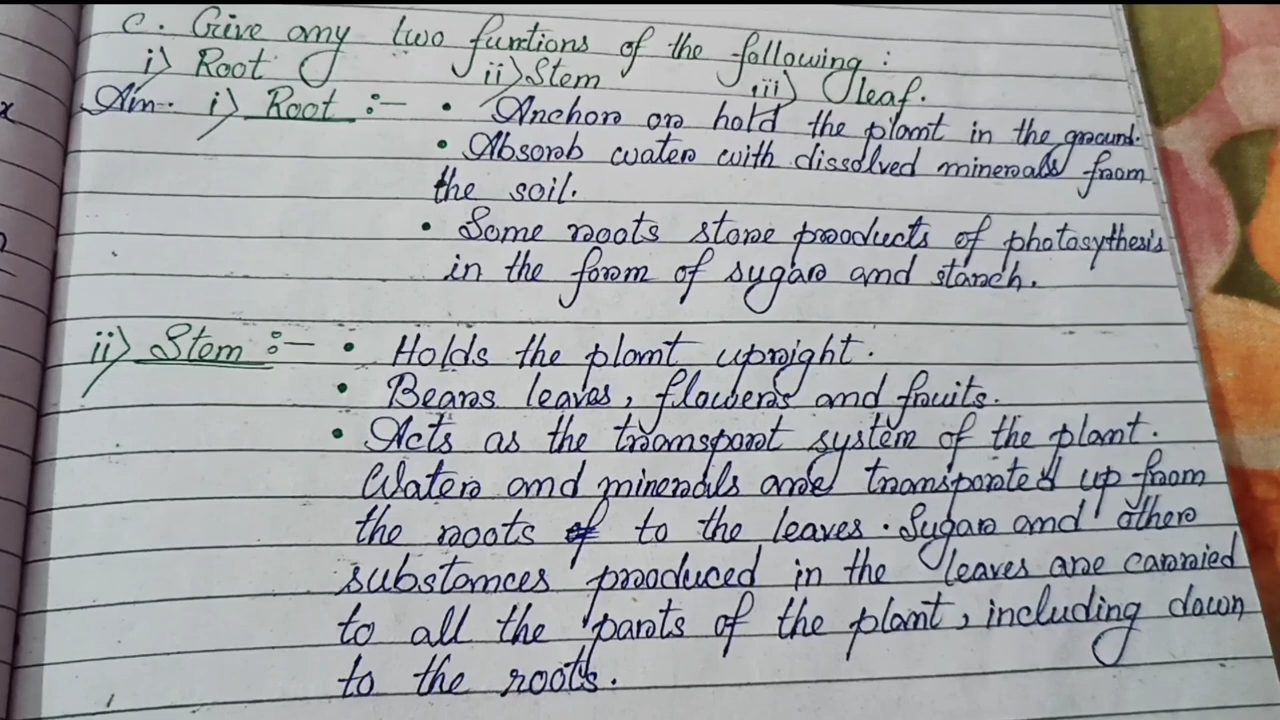 c. Give any two funtions of the following :
i) Root ii) Stem iii) leaf.
Ans. i) Root :- • Anchor or hold the plant in the ground.
• Absorb water with dissolved minerals from
the soil.
• Some roots store products of photosythesis
in the form of sugar and starch.
ii) Stem :- • Holds the plant upright.
• Bears leaves, flowers and fruits.
• Acts as the transport system of the plant.
Water and minerals are transported up from
the roots to the leaves. Sugar and other
substances produced in the leaves are carried
to all the parts of the plant, including down
to the roots.